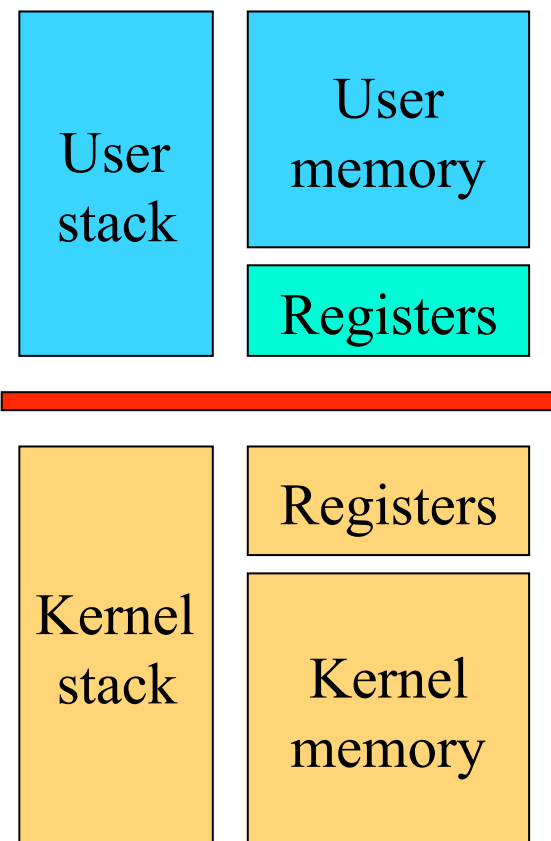 User
stack
User
memory
Registers
Kernel
stack
Registers
Kernel
memory